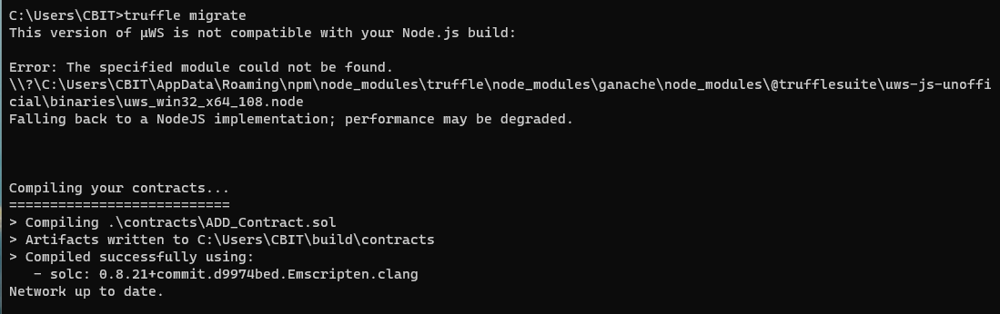 C:\Users\CBIT>truffle migrate
This version of µWS is not compatible with your Node.js build:
Error: The specified module could not be found.
\\?\C:\Users\CBIT\AppData\Roaming\npm\node_modules\truffle\node_modules\ganache\node_modules\@trufflesuite\uws-js-unoffi
cial\binaries\uws_win32_x64_108.node
Falling back to a NodeJS implementation; performance may be degraded.
Compiling your contracts...
===========================
> Compiling .\contracts\ADD_Contract.sol
> Artifacts written to C:\Users\CBIT\build\contracts
> Compiled successfully using:
   - solc: 0.8.21+commit.d9974bed.Emscripten.clang
Network up to date.